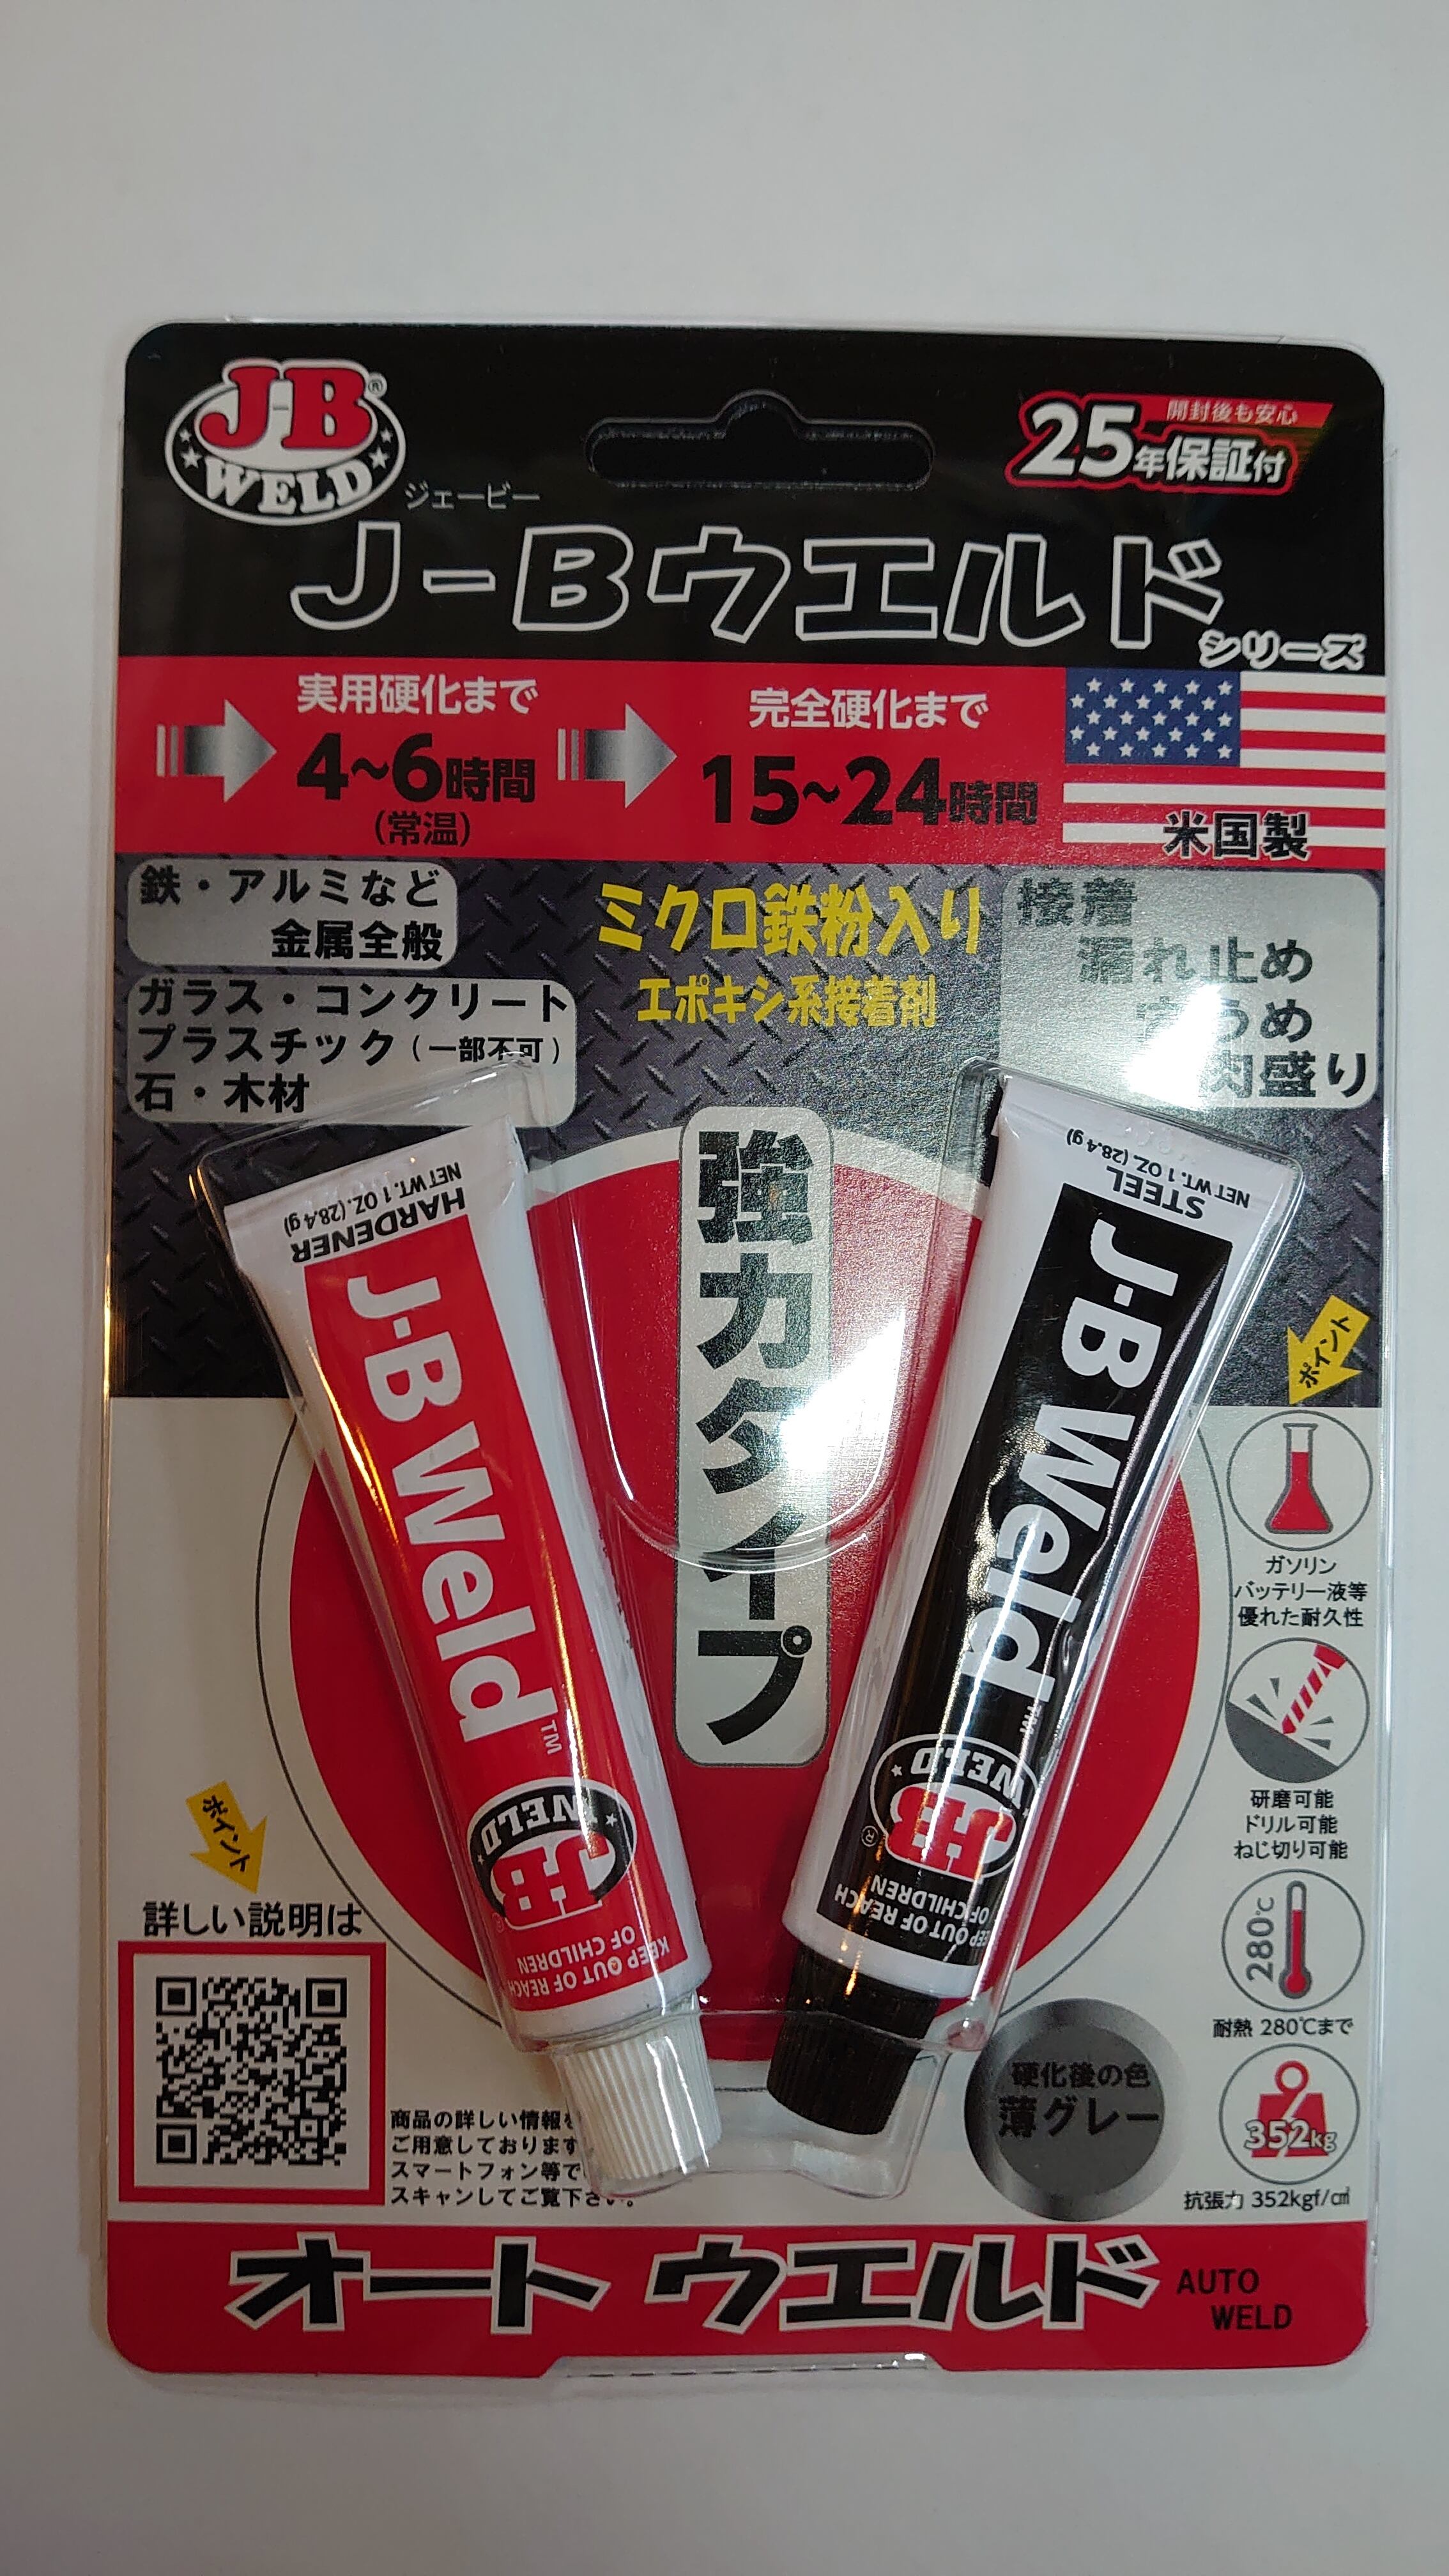 J-B®
WELD
開封後も安心
25年保証付
ジェービー
J-Bウエルド
シリーズ
実用硬化まで
4~6時間
(常温)
完全硬化まで
15~24時間
米国製
鉄・アルミなど
金属全般
ガラス・コンクリート
プラスチック(一部不可)
石・木材
ミクロ鉄粉入り
エポキシ系接着剤
接着
漏れ止め
穴うめ
肉盛り
強力タイプ
NET WT. 1 OZ. (28.4 g)
HARDENER
J-B Weld™
J-B®
WELD
KEEP OUT OF REACH
OF CHILDREN
NET WT. 1 OZ. (28.4 g)
STEEL
J-B Weld™
J-B®
WELD
KEEP OUT OF REACH
OF CHILDREN
ポイント
ガソリン
バッテリー液等
優れた耐久性
研磨可能
ドリル可能
ねじ切り可能
280℃
耐熱 280℃まで
352kg
抗張力 352kgf/㎠
硬化後の色
薄グレー
ポイント
詳しい説明は
商品の詳しい情報を
ご用意しております
スマートフォン等で
スキャンしてご覧下さい。
オート ウエルド
AUTO
WELD